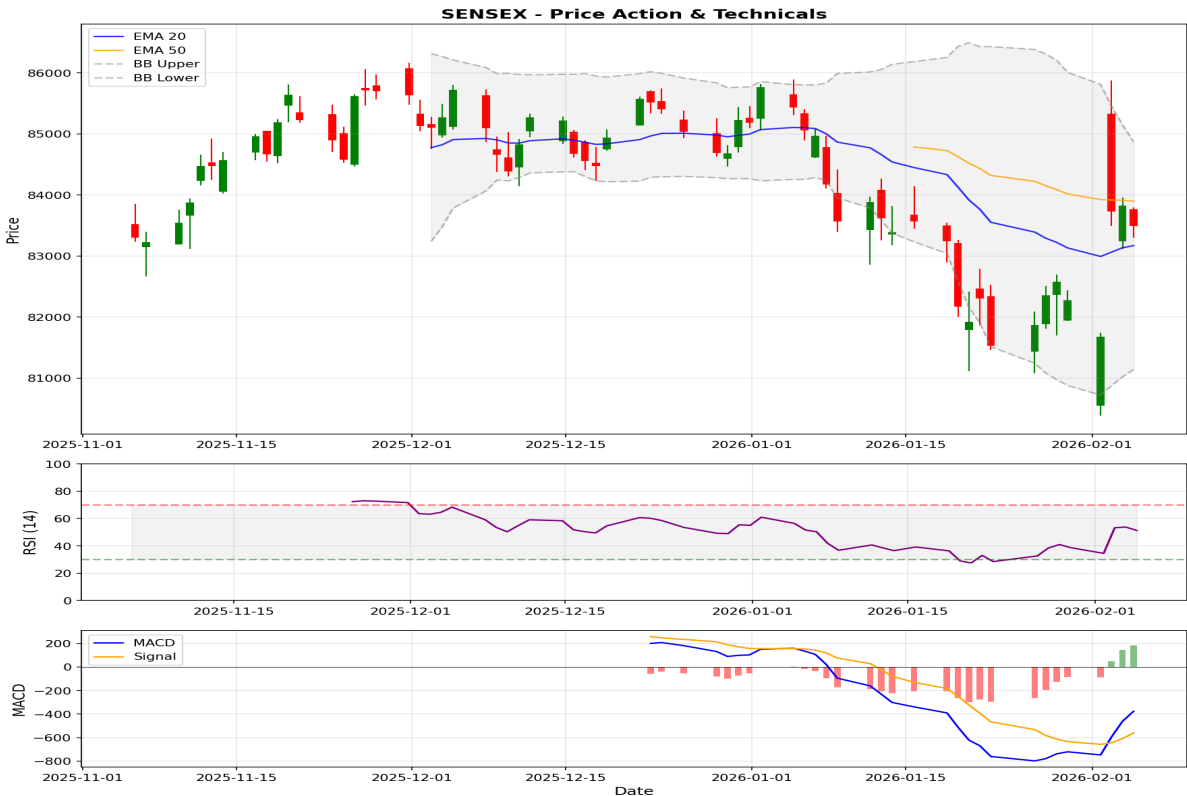 SENSEX - Price Action & Technicals
EMA 20
EMA 50
BB Upper
BB Lower
Price
86000
85000
84000
83000
82000
81000
2025-11-01 2025-11-15 2025-12-01 2025-12-15 2026-01-01 2026-01-15 2026-02-01
RSI (14)
100
80
60
40
20
0
2025-11-15 2025-12-01 2025-12-15 2026-01-01 2026-01-15 2026-02-01
MACD
Signal
MACD
200
0
−200
−400
−600
−800
2025-11-01 2025-11-15 2025-12-01 2025-12-15 2026-01-01 2026-01-15 2026-02-01
Date